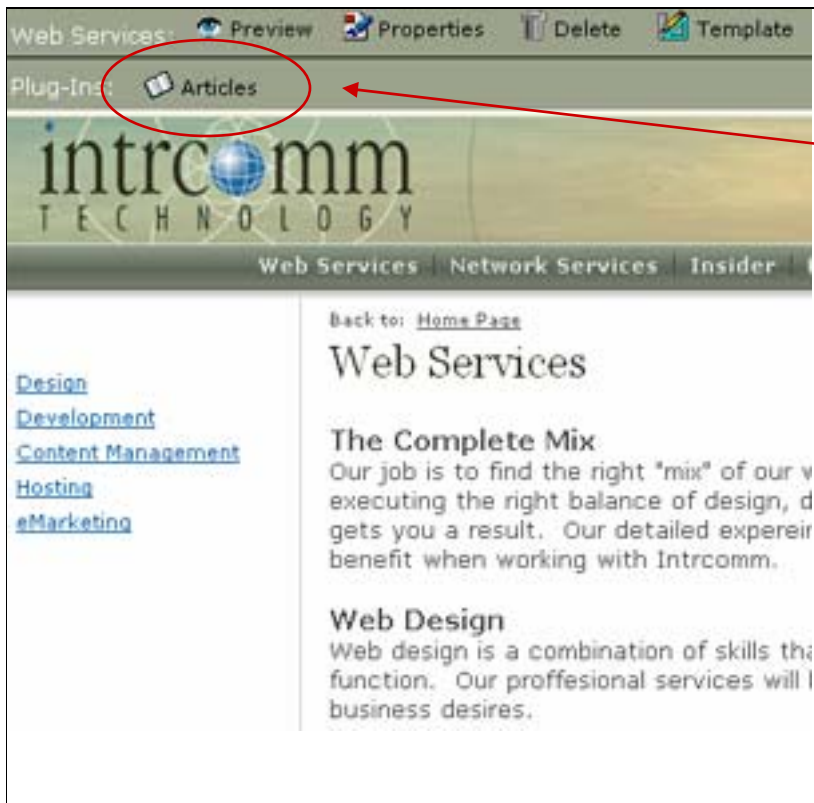 Web Services: Preview Properties Delete Template
Plug-Ins: Articles
intrcomm
TECHNOLOGY
Web Services Network Services Insider
Back to: Home Page
Web Services
Design
Development
Content Management
Hosting
eMarketing
The Complete Mix
Our job is to find the right "mix" of our
executing the right balance of design,
gets you a result. Our detailed
benefit when working with Intrcomm.
Web Design
Web design is a combination of skills
function. Our proffesional services will
business desires.